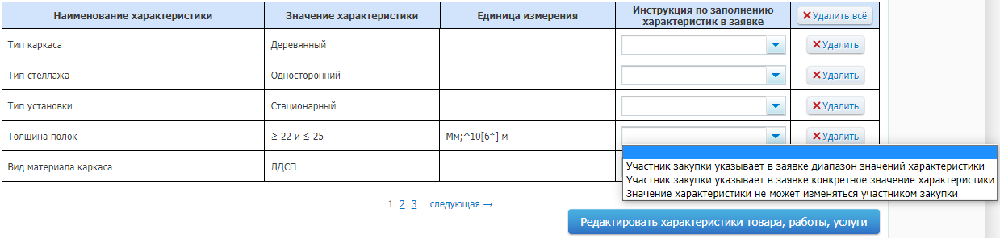 Наименование характеристики Значение характеристики Единица измерения Инструкция по заполнению характеристик в заявке Удалить всё
Тип каркаса Деревянный Удалить
Тип стеллажа Односторонний Удалить
Тип установки Стационарный Удалить
Толщина полок ≥ 22 и ≤ 25 Мм;^10[6*] м Удалить
Вид материала каркаса ЛДСП
Участник закупки указывает в заявке диапазон значений характеристики
Участник закупки указывает в заявке конкретное значение характеристики
Значение характеристики не может изменяться участником закупки
1 2 3 следующая →
Редактировать характеристики товара, работы, услуги